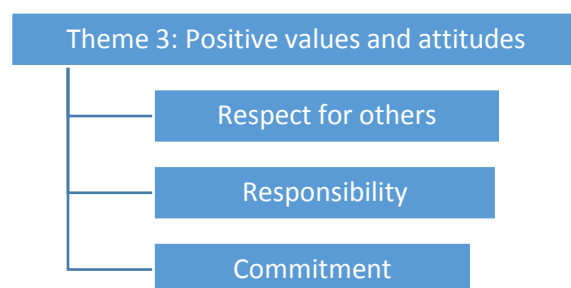 Theme 3: Positive values and attitudes
Respect for others
Responsibility
Commitment